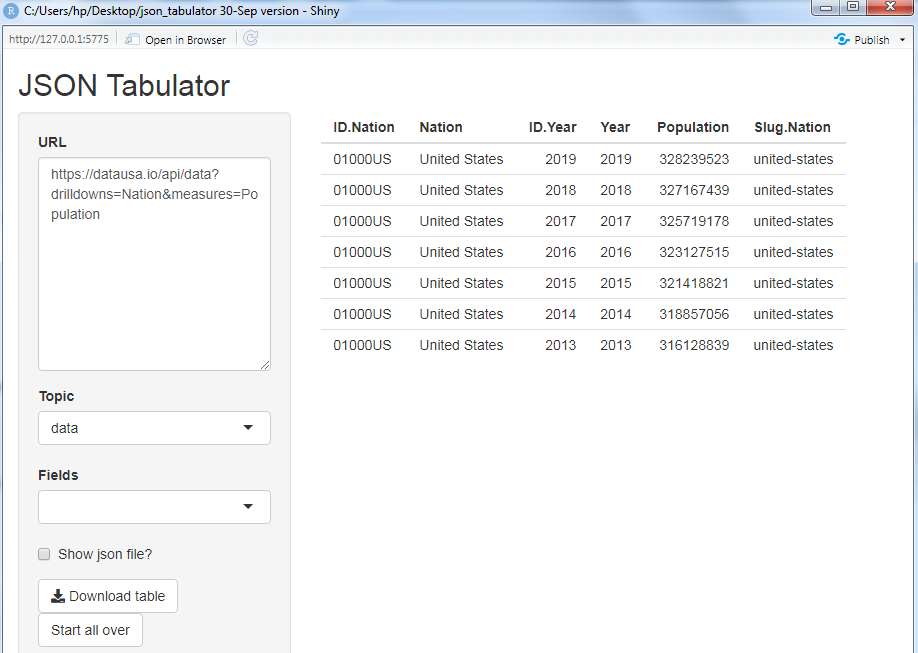 R C:/Users/hp/Desktop/json_tabulator 30-Sep version - Shiny
http://127.0.0.1:5775 Open in Browser Publish
JSON Tabulator
URL
https://datausa.io/api/data?
drilldowns=Nation&measures=Po
pulation
Topic
data
Fields
Show json file?
Download table
Start all over
ID.Nation Nation ID.Year Year Population Slug.Nation
01000US United States 2019 2019 328239523 united-states
01000US United States 2018 2018 327167439 united-states
01000US United States 2017 2017 325719178 united-states
01000US United States 2016 2016 323127515 united-states
01000US United States 2015 2015 321418821 united-states
01000US United States 2014 2014 318857056 united-states
01000US United States 2013 2013 316128839 united-states